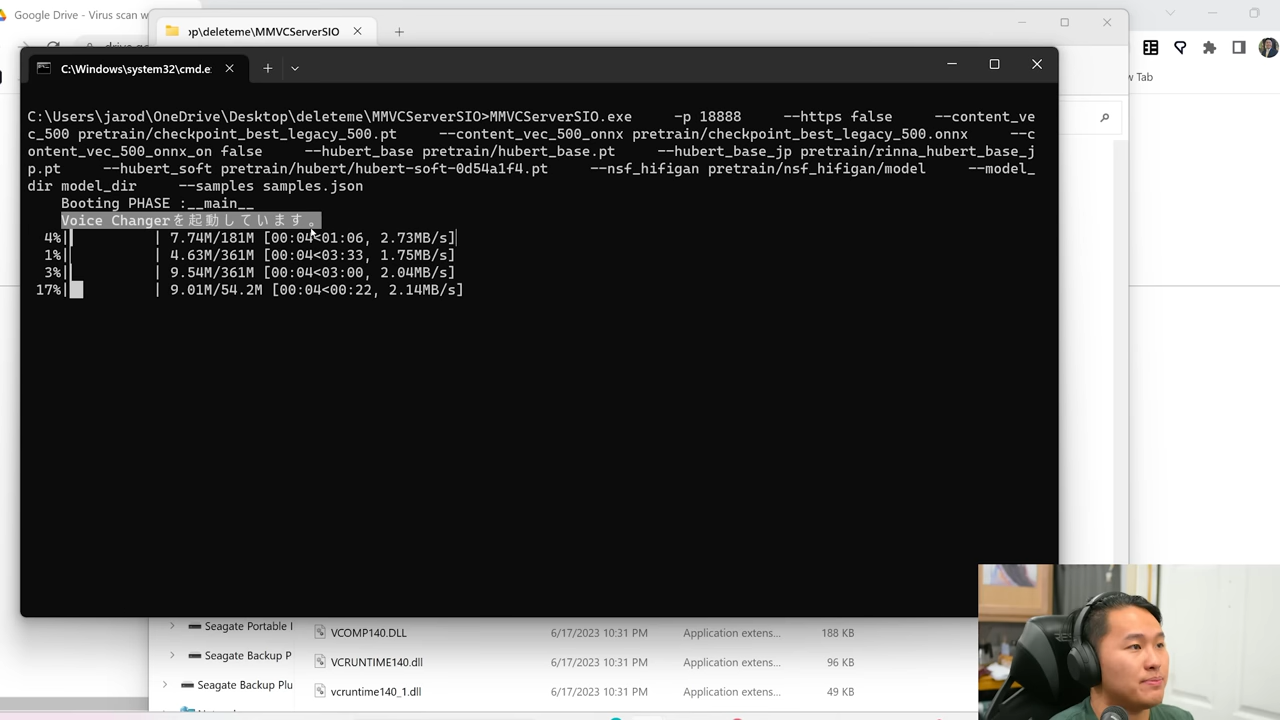 Google Drive - Virus scan w
op\deleteme\MMVCServerSIO
w Tab
C:\Windows\system32\cmd.e
C:\Users\jarod\OneDrive\Desktop\deleteme\MMVCServerSIO>MMVCServerSIO.exe -p 18888 --https false --content_ve
c_500 pretrain/checkpoint_best_legacy_500.pt --content_vec_500_onnx pretrain/checkpoint_best_legacy_500.onnx --c
ontent_vec_500_onnx_on false --hubert_base pretrain/hubert_base.pt --hubert_base_jp pretrain/rinna_hubert_base_j
p.pt --hubert_soft pretrain/hubert/hubert-soft-0d54a1f4.pt --nsf_hifigan pretrain/nsf_hifigan/model --model_
dir model_dir --samples samples.json
Booting PHASE :__main__
Voice Changerを起動しています。
4%| | 7.74M/181M [00:04<01:06, 2.73MB/s]
1%| | 4.63M/361M [00:04<03:33, 1.75MB/s]
3%| | 9.54M/361M [00:04<03:00, 2.04MB/s]
17%| | 9.01M/54.2M [00:04<00:22, 2.14MB/s]
Seagate Portable I VCOMP140.DLL 6/17/2023 10:31 PM Application extens... 188 KB
Seagate Backup P VCRUNTIME140.dll 6/17/2023 10:31 PM Application extens... 96 KB
Seagate Backup Plu vcruntime140_1.dll 6/17/2023 10:31 PM Application extens... 49 KB